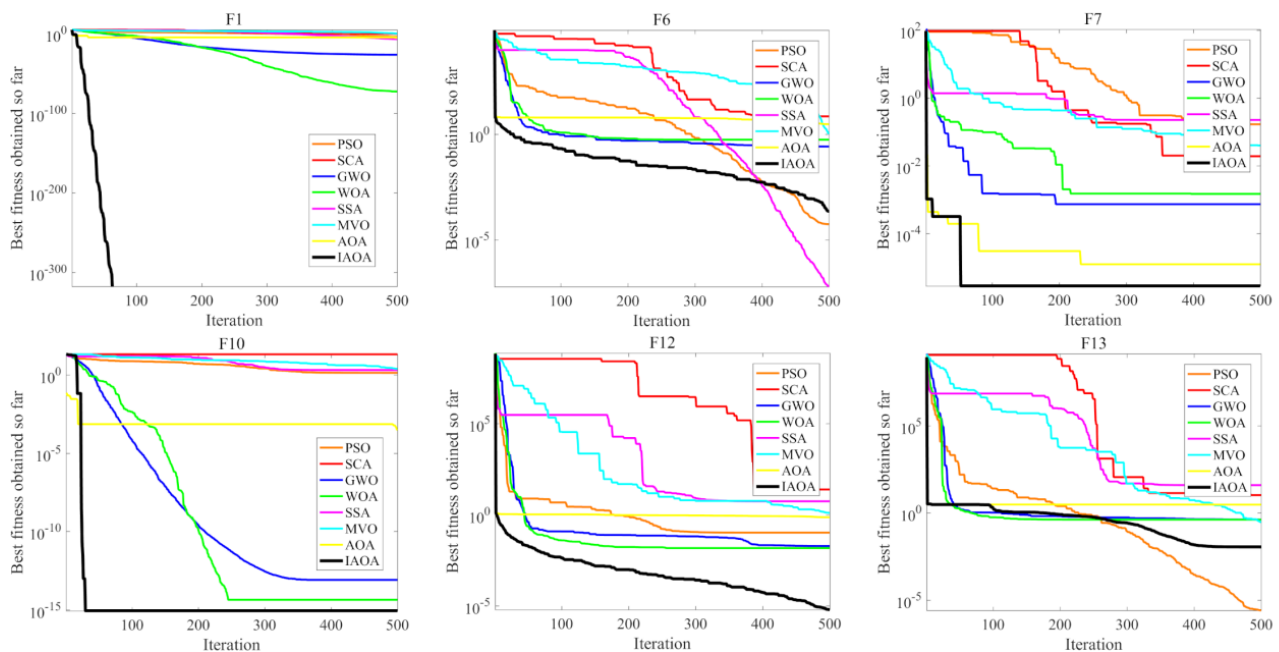 F1
Best fitness obtained so far
10^0
10^-100
10^-200
10^-300
PSO
SCA
GWO
WOA
SSA
MVO
AOA
IAOA
100 200 300 400 500
Iteration
F6
Best fitness obtained so far
10^0
10^-5
PSO
SCA
GWO
WOA
SSA
MVO
AOA
IAOA
100 200 300 400 500
Iteration
F7
Best fitness obtained so far
10^2
10^0
10^-2
10^-4
PSO
SCA
GWO
WOA
SSA
MVO
AOA
IAOA
100 200 300 400 500
Iteration
F10
Best fitness obtained so far
10^0
10^-5
10^-10
10^-15
PSO
SCA
GWO
WOA
SSA
MVO
AOA
IAOA
100 200 300 400 500
Iteration
F12
Best fitness obtained so far
10^5
10^0
10^-5
PSO
SCA
GWO
WOA
SSA
MVO
AOA
IAOA
100 200 300 400 500
Iteration
F13
Best fitness obtained so far
10^5
10^0
10^-5
PSO
SCA
GWO
WOA
SSA
MVO
AOA
IAOA
100 200 300 400 500
Iteration